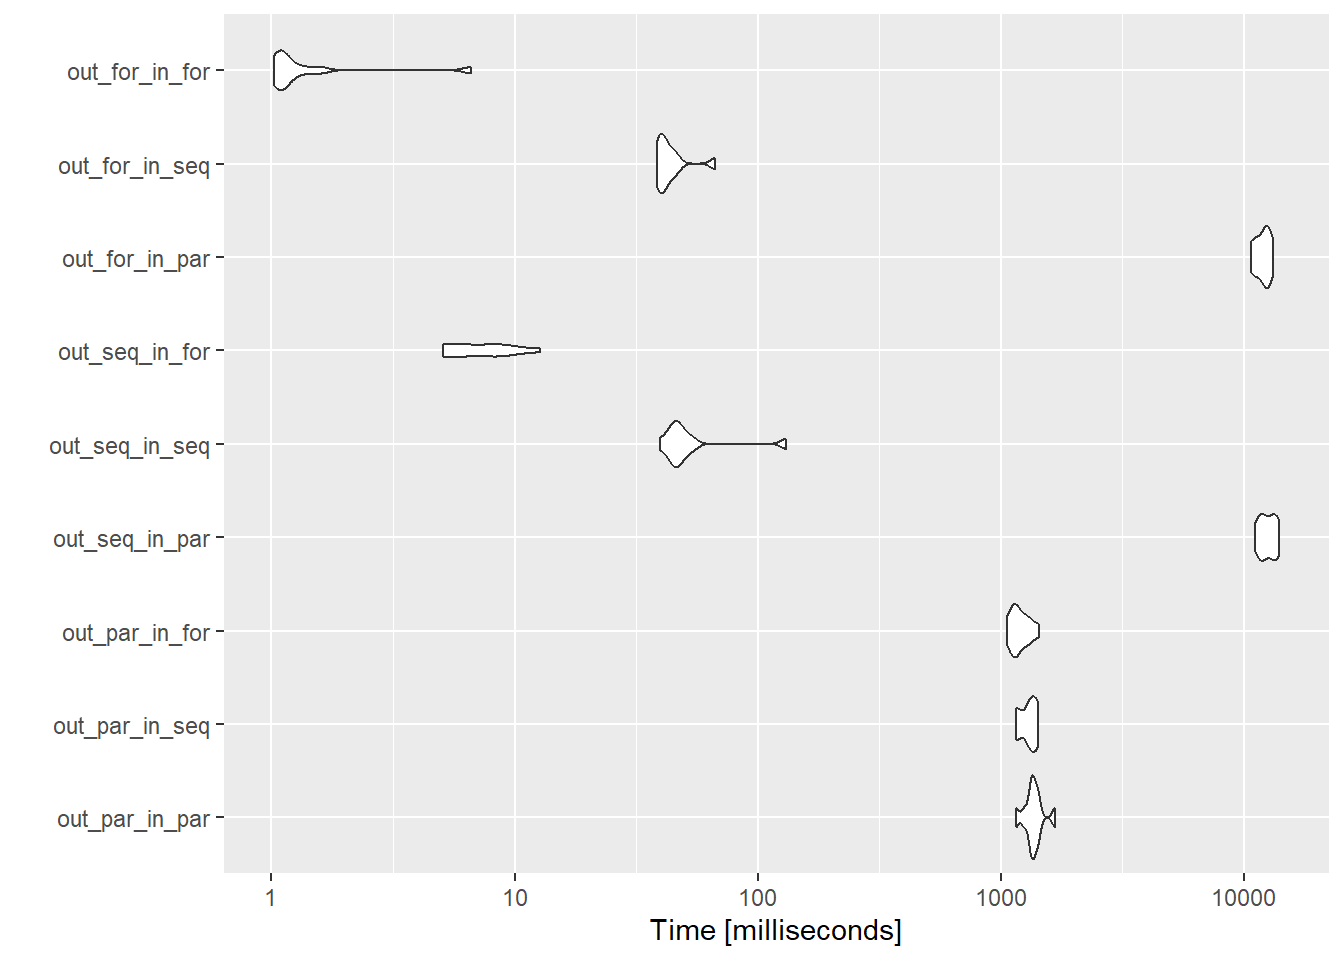 out_for_in_for
out_for_in_seq
out_for_in_par
out_seq_in_for
out_seq_in_seq
out_seq_in_par
out_par_in_for
out_par_in_seq
out_par_in_par
1 10 100 1000 10000
Time [milliseconds]